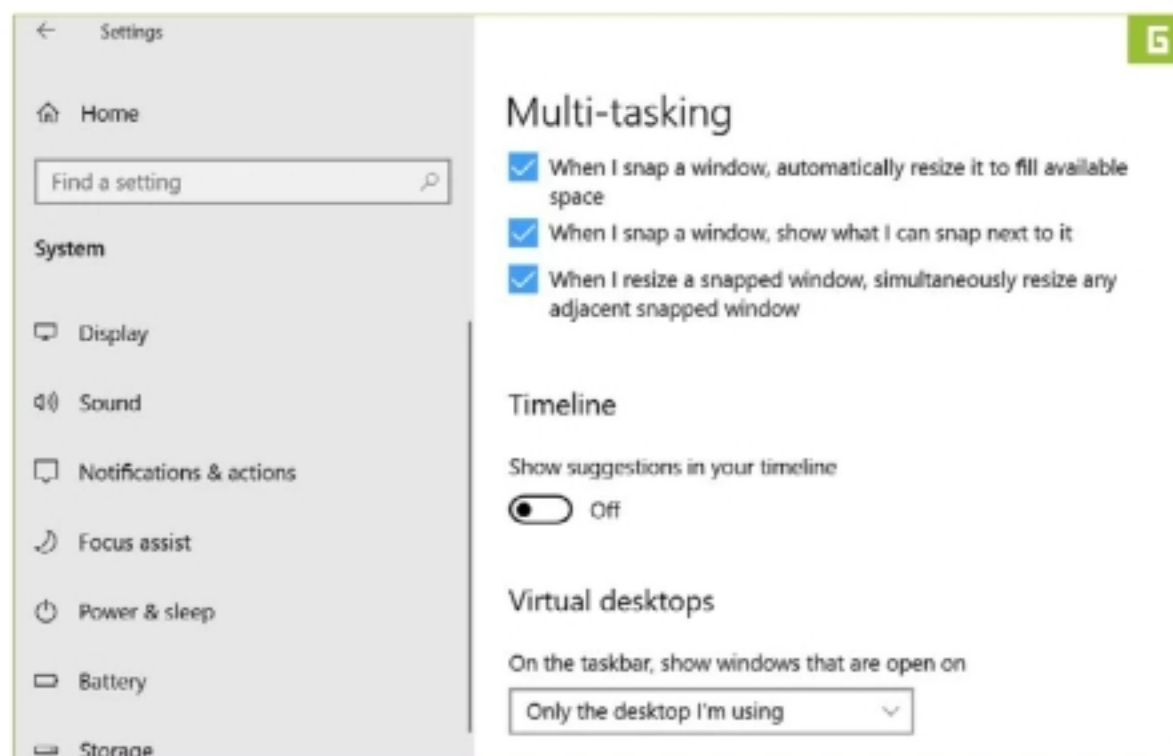 Settings
G
Home
Find a setting
System
Display
Sound
Notifications & actions
Focus assist
Power & sleep
Battery
Storage
Multi-tasking
When I snap a window, automatically resize it to fill available
space
When I snap a window, show what I can snap next to it
When I resize a snapped window, simultaneously resize any
adjacent snapped window
Timeline
Show suggestions in your timeline
Off
Virtual desktops
On the taskbar, show windows that are open on
Only the desktop I'm using